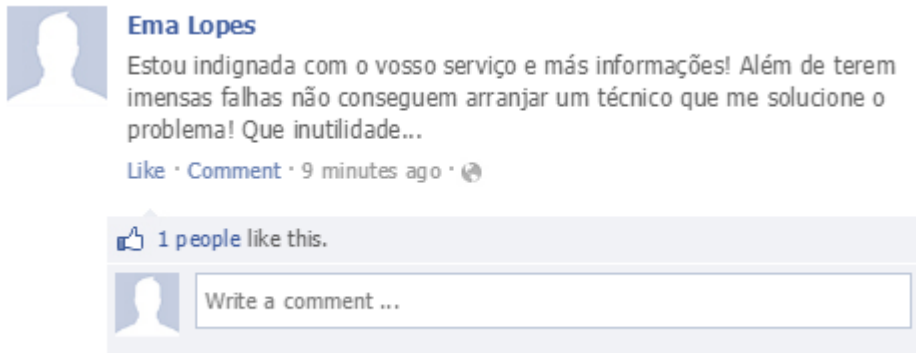 Ema Lopes
Estou indignada com o vosso serviço e más informações! Além de terem
imensas falhas não conseguem arranjar um técnico que me solucione o
problema! Que inutilidade...
Like · Comment · 9 minutes ago ·
1 people like this.
Write a comment ...